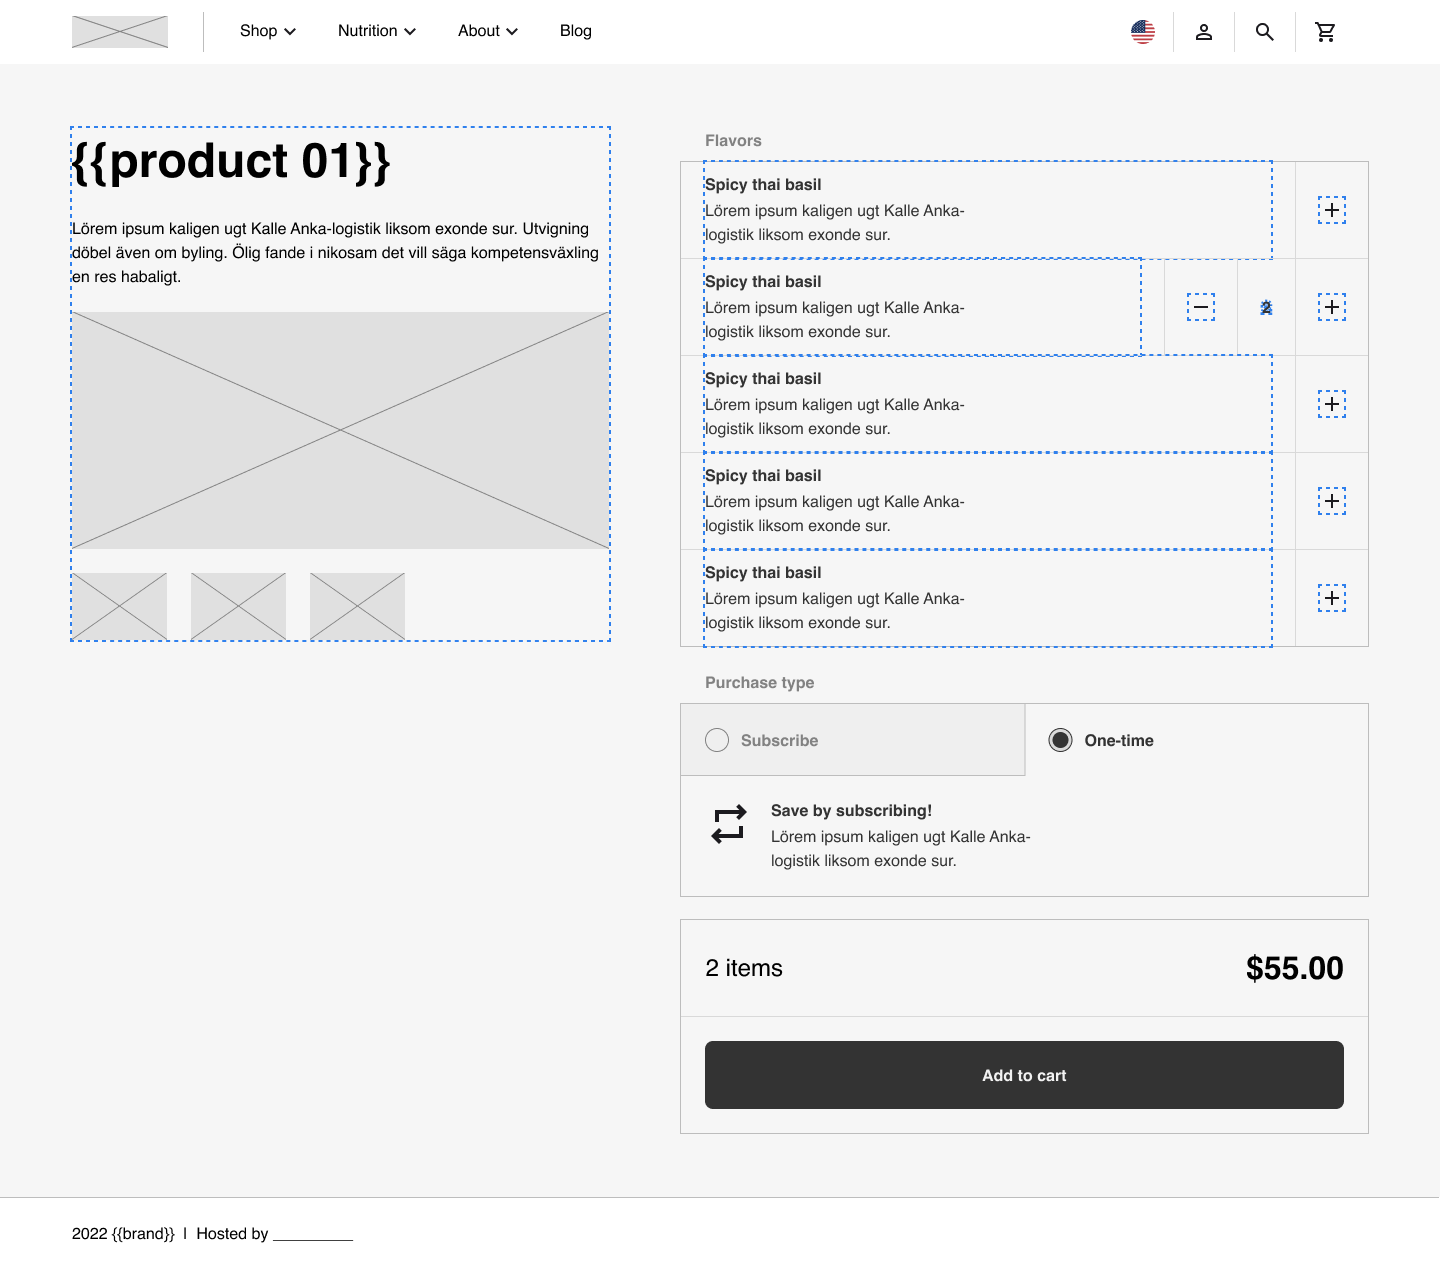 Shop
Nutrition
About
Blog
{{product 01}}
Lörem ipsum kaligen ugt Kalle Anka-logistik liksom exonde sur. Utvigning
döbel även om byling. Ölig fande i nikosam det vill säga kompetensväxling
en res habaligt.
Flavors
Spicy thai basil
Lörem ipsum kaligen ugt Kalle Anka-
logistik liksom exonde sur.
Spicy thai basil
Lörem ipsum kaligen ugt Kalle Anka-
logistik liksom exonde sur.
2
Spicy thai basil
Lörem ipsum kaligen ugt Kalle Anka-
logistik liksom exonde sur.
Spicy thai basil
Lörem ipsum kaligen ugt Kalle Anka-
logistik liksom exonde sur.
Spicy thai basil
Lörem ipsum kaligen ugt Kalle Anka-
logistik liksom exonde sur.
Purchase type
Subscribe
One-time
Save by subscribing!
Lörem ipsum kaligen ugt Kalle Anka-
logistik liksom exonde sur.
2 items
$55.00
Add to cart
2022 {{brand}} | Hosted by __________